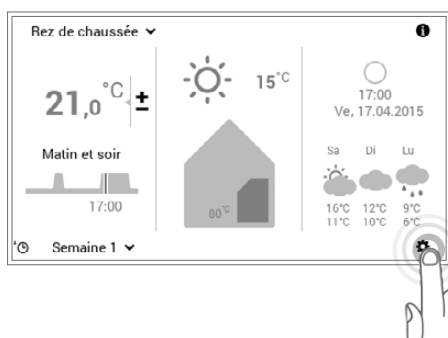 Rez de chaussée
21,0 °C ±
Matin et soir
17:00
Semaine 1
15°C
80°C
17:00
Ve, 17.04.2015
Sa Di Lu
16°C 12°C 9°C
11°C 10°C 6°C